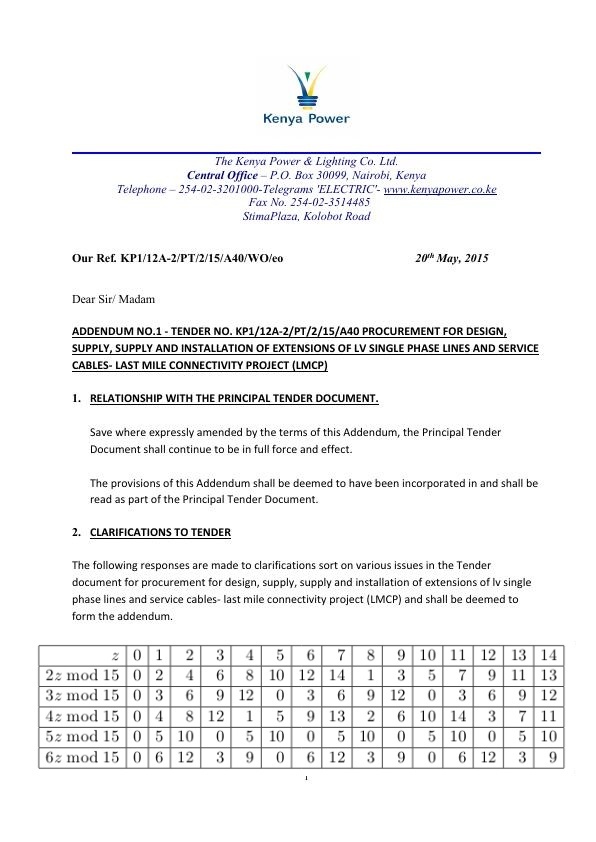 Kenya Power
The Kenya Power & Lighting Co. Ltd.
Central Office – P.O. Box 30099, Nairobi, Kenya
Telephone – 254-02-3201000-Telegrams 'ELECTRIC'- www.kenyapower.co.ke
Fax No. 254-02-3514485
StimaPlaza, Kolobot Road
Our Ref. KP1/12A-2/PT/2/15/A40/WO/eo 20th May, 2015
Dear Sir/ Madam
ADDENDUM NO.1 - TENDER NO. KP1/12A-2/PT/2/15/A40 PROCUREMENT FOR DESIGN,
SUPPLY, SUPPLY AND INSTALLATION OF EXTENSIONS OF LV SINGLE PHASE LINES AND SERVICE
CABLES- LAST MILE CONNECTIVITY PROJECT (LMCP)
1. RELATIONSHIP WITH THE PRINCIPAL TENDER DOCUMENT.
Save where expressly amended by the terms of this Addendum, the Principal Tender
Document shall continue to be in full force and effect.
The provisions of this Addendum shall be deemed to have been incorporated in and shall be
read as part of the Principal Tender Document.
2. CLARIFICATIONS TO TENDER
The following responses are made to clarifications sort on various issues in the Tender
document for procurement for design, supply, supply and installation of extensions of lv single
phase lines and service cables- last mile connectivity project (LMCP) and shall be deemed to
form the addendum.
z 0 1 2 3 4 5 6 7 8 9 10 11 12 13 14
2z mod 15 0 2 4 6 8 10 12 14 1 3 5 7 9 11 13
3z mod 15 0 3 6 9 12 0 3 6 9 12 0 3 6 9 12
4z mod 15 0 4 8 12 1 5 9 13 2 6 10 14 3 7 11
5z mod 15 0 5 10 0 5 10 0 5 10 0 5 10 0 5 10
6z mod 15 0 6 12 3 9 0 6 12 3 9 0 6 12 3 9
1